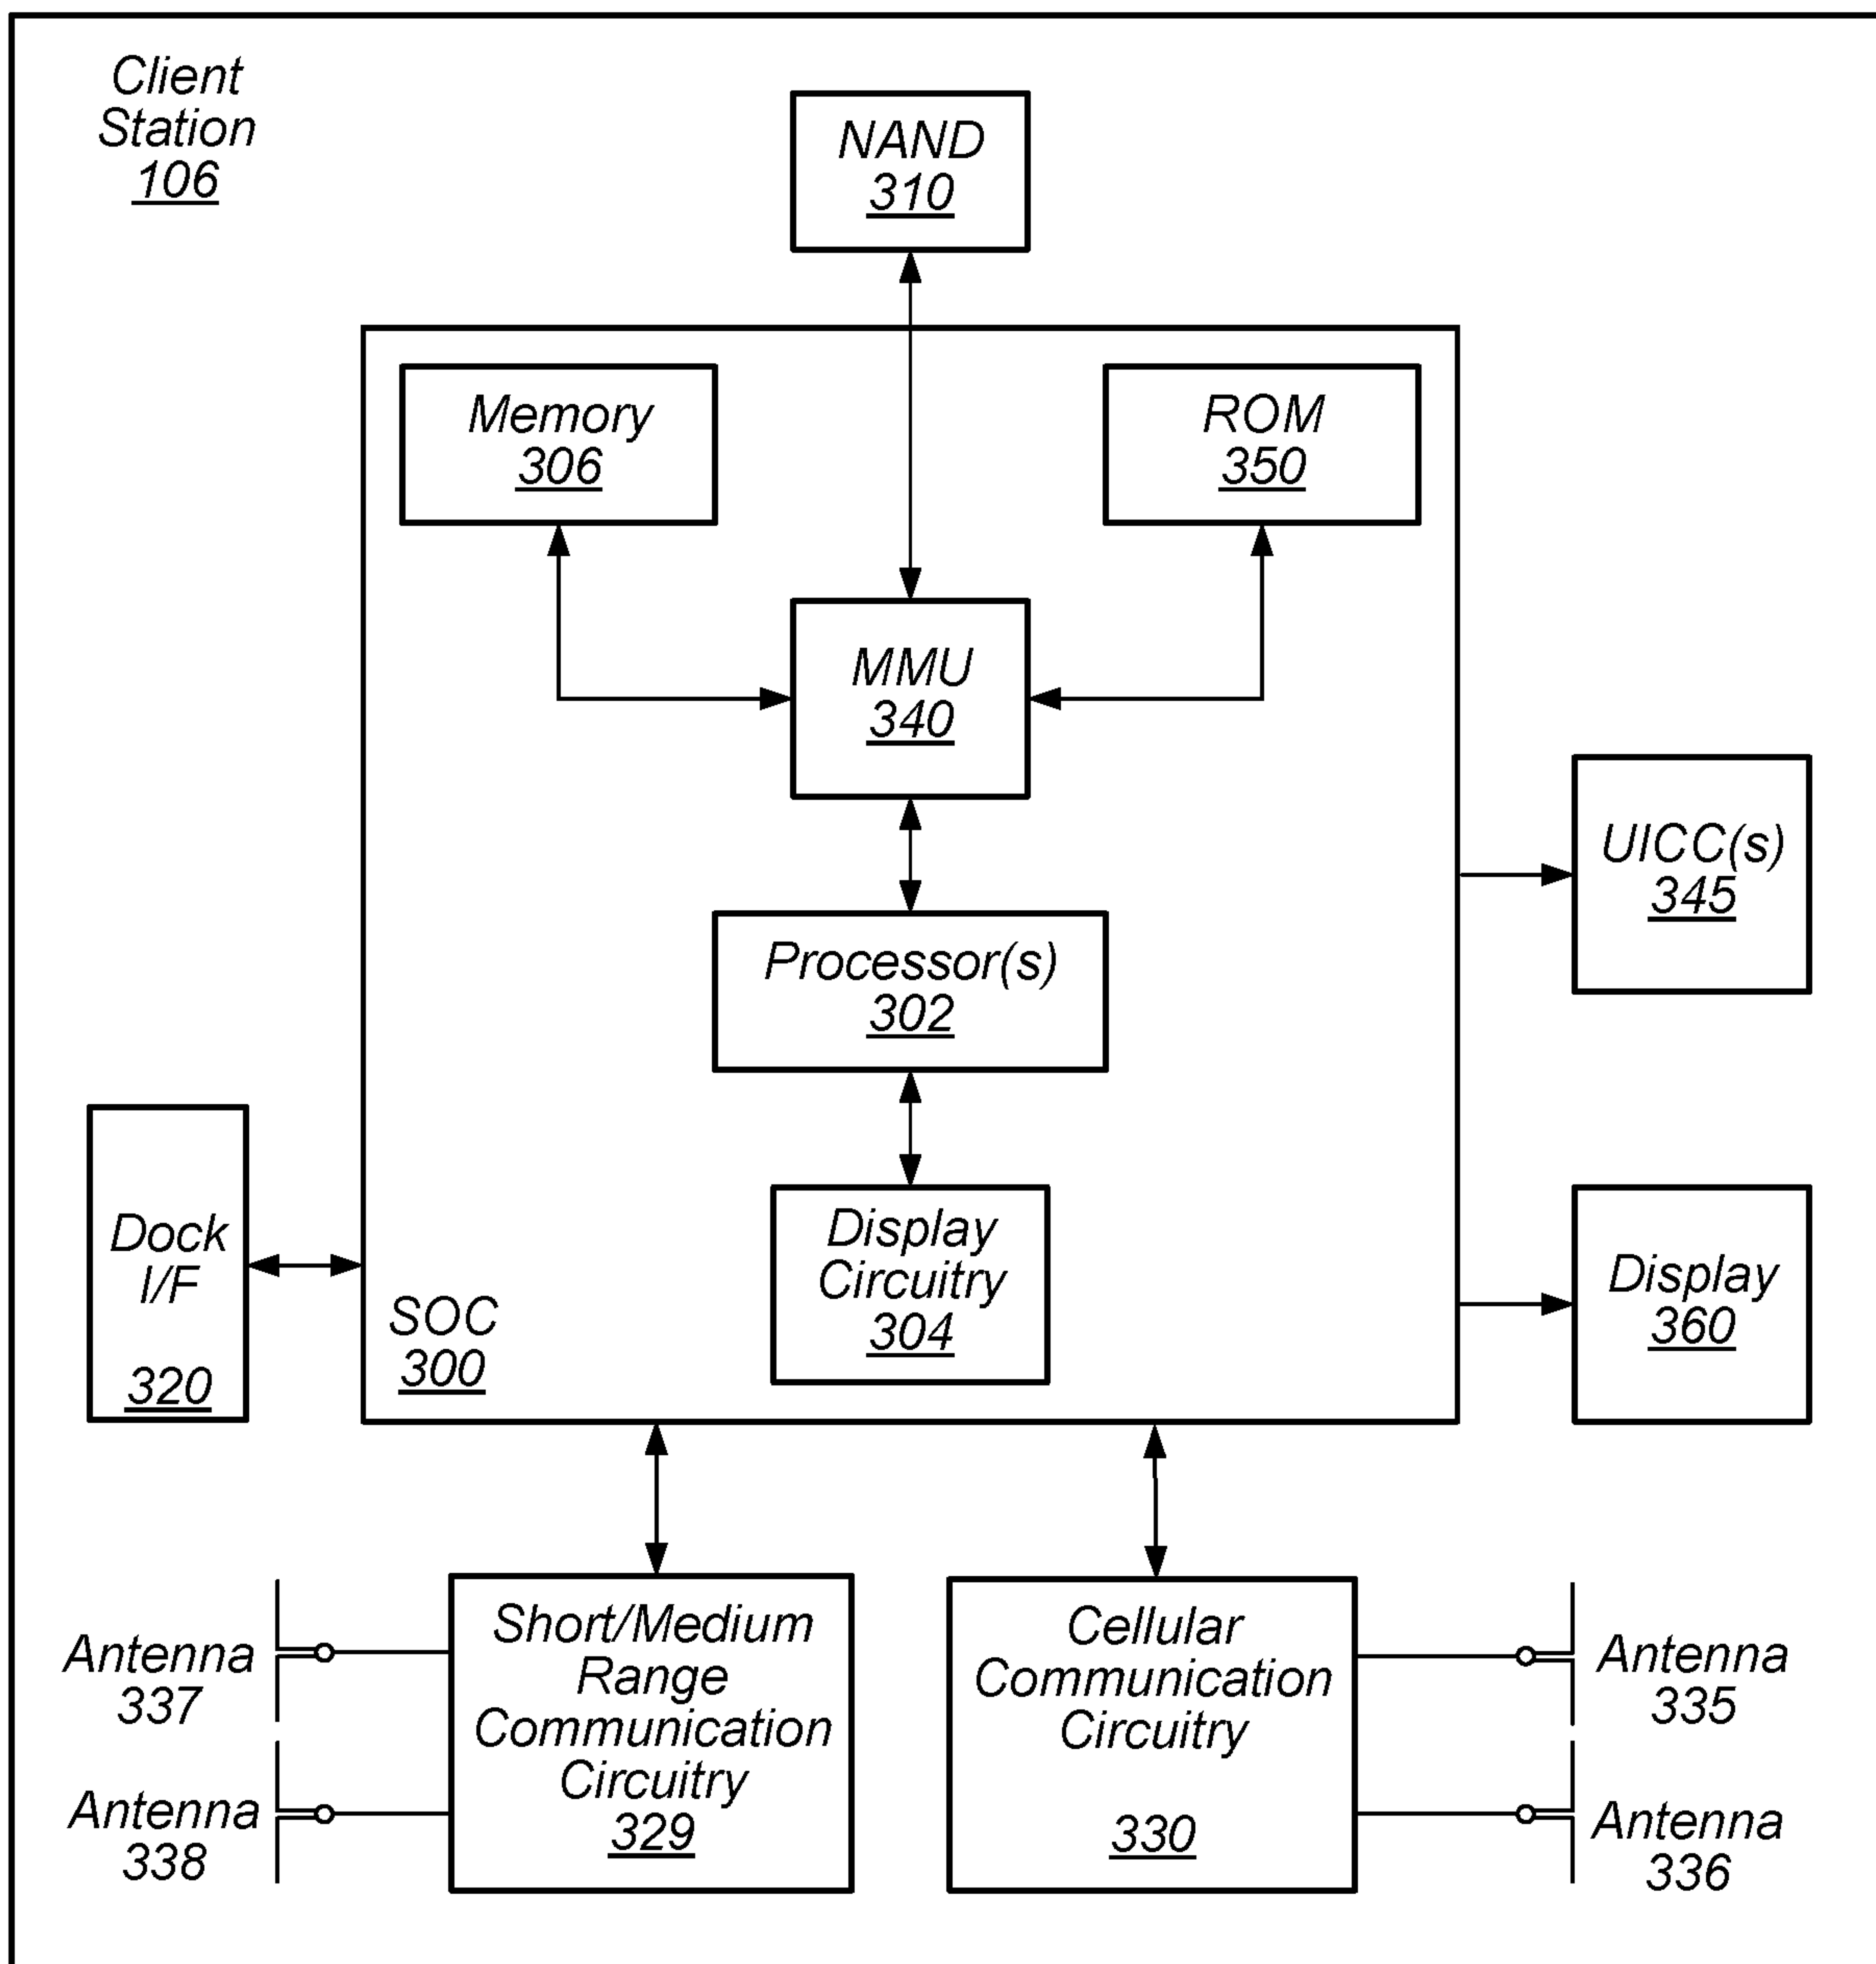 Client
Station
106
NAND
310
Memory
306
ROM
350
MMU
340
UICC(s)
345
Processor(s)
302
Dock
I/F
320
Display
Circuitry
304
SOC
300
Display
360
Short/Medium
Range
Communication
Circuitry
329
Cellular
Communication
Circuitry
330
Antenna
337
Antenna
338
Antenna
335
Antenna
336